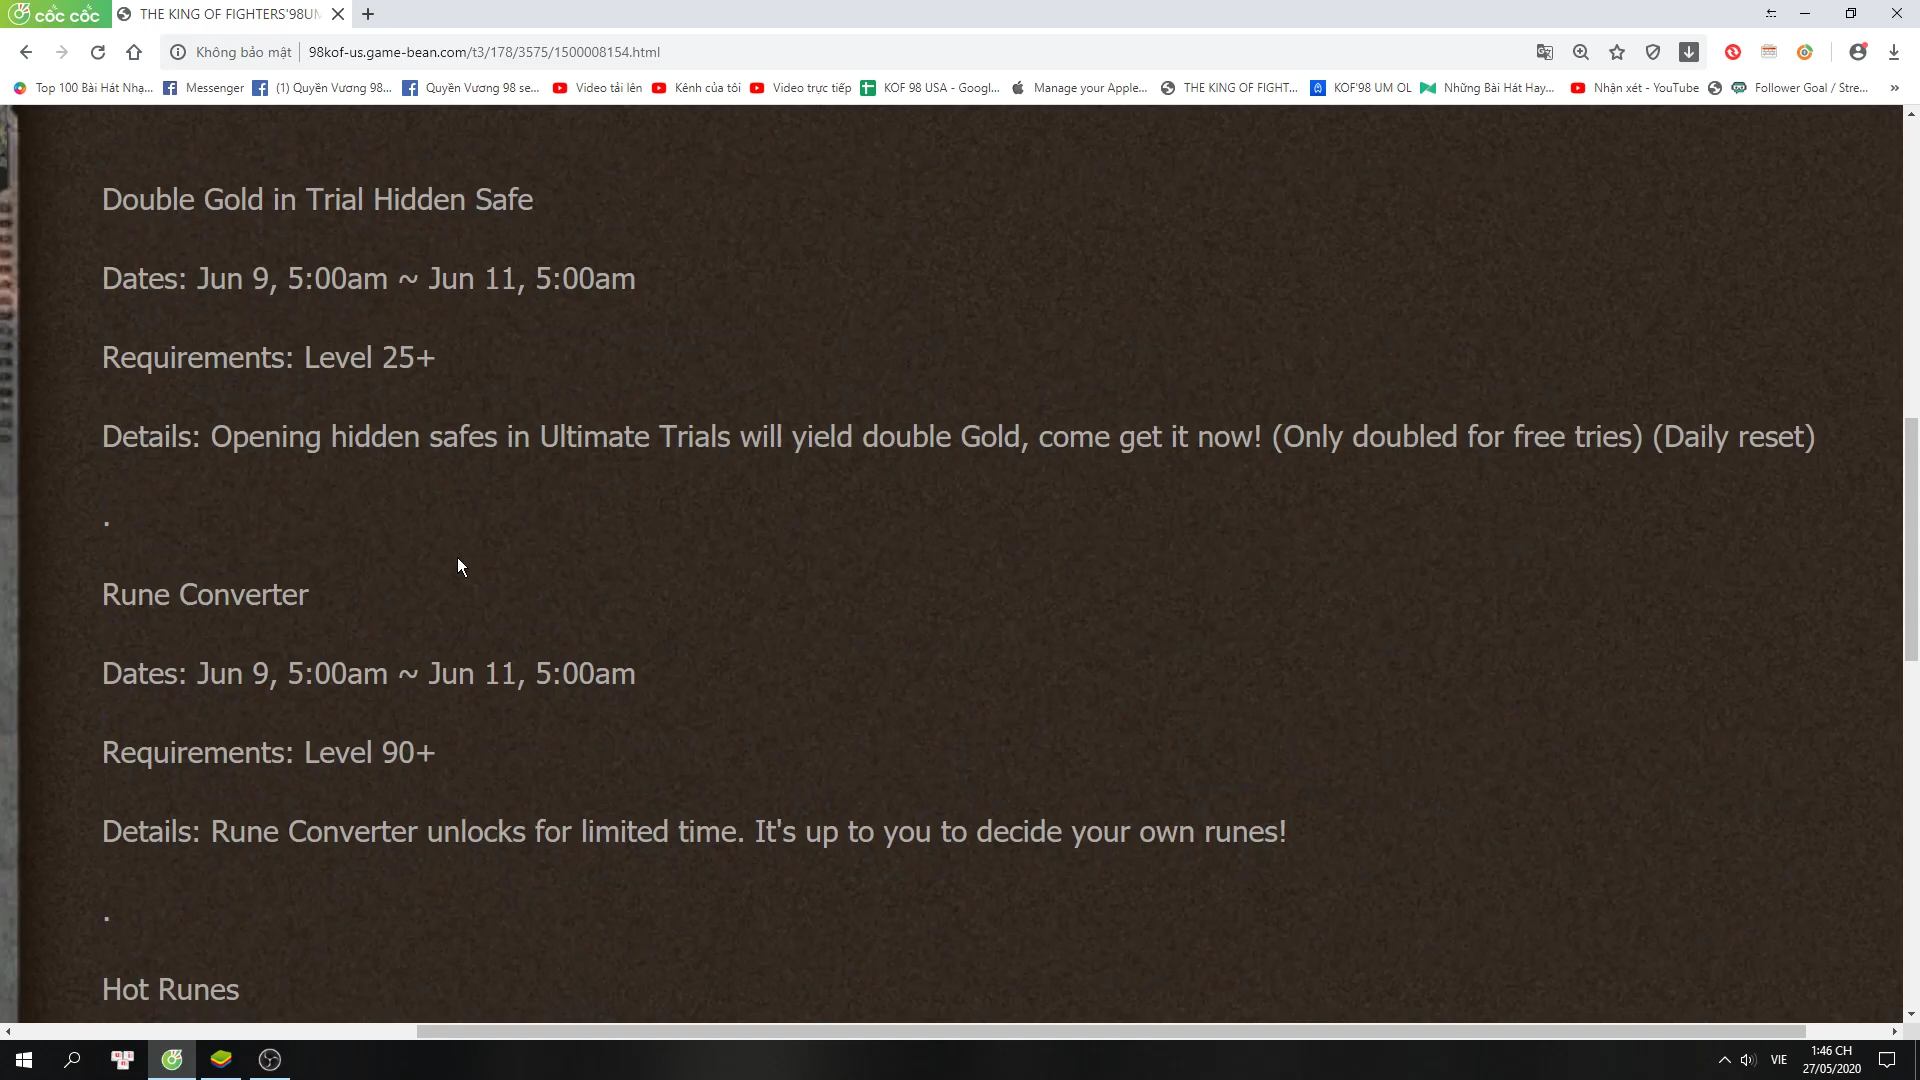 cốc cốc
THE KING OF FIGHTERS'98UM
Không bảo mật
98kof-us.game-bean.com/t3/178/3575/1500008154.html
Top 100 Bài Hát Nhạ...
Messenger
(1) Quyền Vương 98...
Quyền Vương 98 se...
Video tải lên
Kênh của tôi
Video trực tiếp
KOF 98 USA - Googl...
Manage your Apple...
THE KING OF FIGHT...
KOF'98 UM OL
Những Bài Hát Hay...
Nhận xét - YouTube
Follower Goal / Stre...
Double Gold in Trial Hidden Safe
Dates: Jun 9, 5:00am ~ Jun 11, 5:00am
Requirements: Level 25+
Details: Opening hidden safes in Ultimate Trials will yield double Gold, come get it now! (Only doubled for free tries) (Daily reset)
.
Rune Converter
Dates: Jun 9, 5:00am ~ Jun 11, 5:00am
Requirements: Level 90+
Details: Rune Converter unlocks for limited time. It's up to you to decide your own runes!
.
Hot Runes
VIE
1:46 CH
27/05/2020